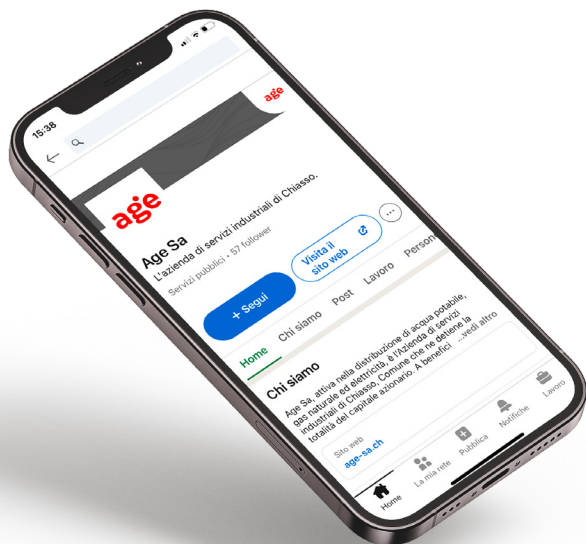 15:38
age
age
Age Sa
L'azienda di servizi industriali di Chiasso.
Servizi pubblici • 57 follower
+ Segui
Visita il
sito web
Home
Chi siamo
Post
Lavoro
Person
Chi siamo
Age Sa, attiva nella distribuzione di acqua potabile,
gas naturale ed elettricità, è l'Azienda di servizi
industriali di Chiasso, Comune che ne detiene la
totalità del capitale azionario. A benefici ...vedi altro
Sito web
age-sa.ch
Home
La mia rete
Pubblica
Notifiche
Lavoro